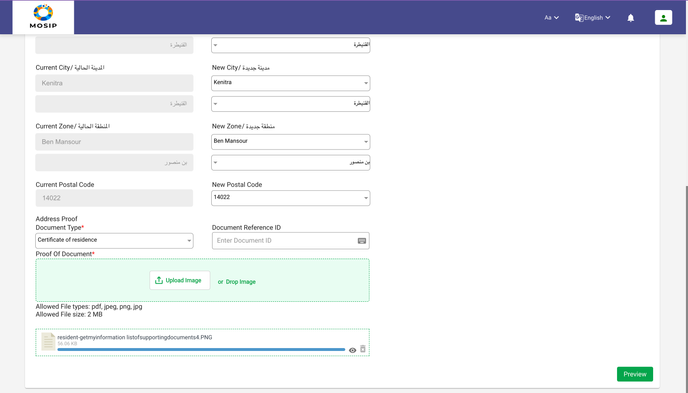 MOSIP
Aa
English
القنيطرة
القنيطرة
Current City/ المدينة الحالية
New City/ مدينة جديدة
Kenitra
Kenitra
القنيطرة
القنيطرة
Current Zone/ المنطقة الحالية
New Zone/ منطقة جديدة
Ben Mansour
Ben Mansour
بن منصور
بن منصور
Current Postal Code
New Postal Code
14022
14022
Address Proof
Document Type*
Document Reference ID
Certificate of residence
Enter Document ID
Proof Of Document*
Upload Image
or Drop Image
Allowed File types: pdf, jpeg, png, jpg
Allowed File size: 2 MB
resident-getmyinformation listofsupportingdocuments4.PNG
Preview